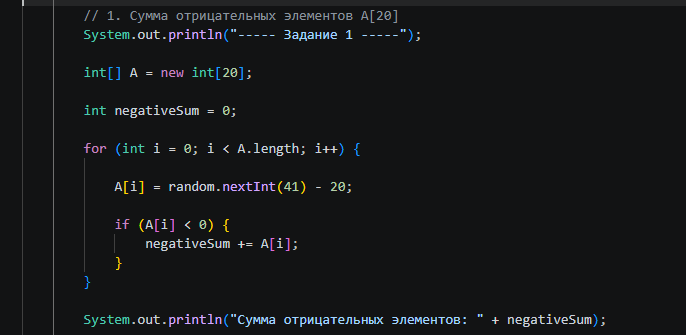 // 1. Сумма отрицательных элементов A[20]
System.out.println("----- Задание 1 -----");
int[] A = new int[20];
int negativeSum = 0;
for (int i = 0; i < A.length; i++) {
A[i] = random.nextInt(41) - 20;
if (A[i] < 0) {
negativeSum += A[i];
}
}
System.out.println("Сумма отрицательных элементов: " + negativeSum);